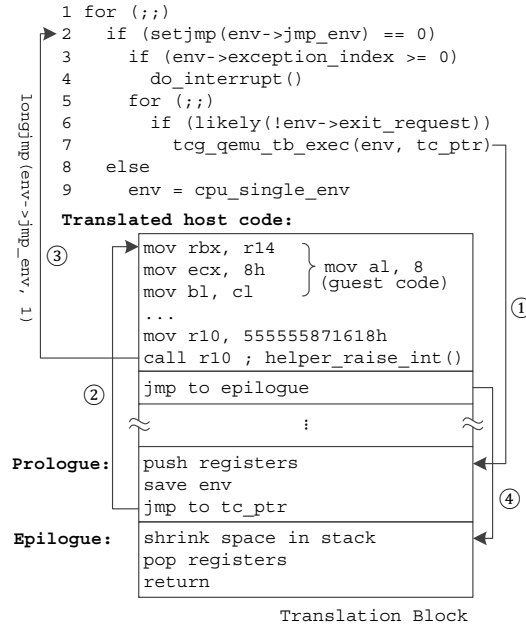 1 for (;;)
2   if (setjmp(env->jmp_env) == 0)
3     if (env->exception_index >= 0)
4       do_interrupt()
5     for (;;)
6       if (likely(!env->exit_request))
7         tcg_qemu_tb_exec(env, tc_ptr)
8   else
9     env = cpu_single_env
longjmp(env->jmp_env, 1)
Translated host code:
mov rbx, r14
mov ecx, 8h
mov bl, cl
mov al, 8
(guest code)
...
mov r10, 555555871618h
call r10 ; helper_raise_int()
①
②
③
④
jmp to epilogue
⋮
Prologue:
push registers
save env
jmp to tc_ptr
Epilogue:
shrink space in stack
pop registers
return
Translation Block